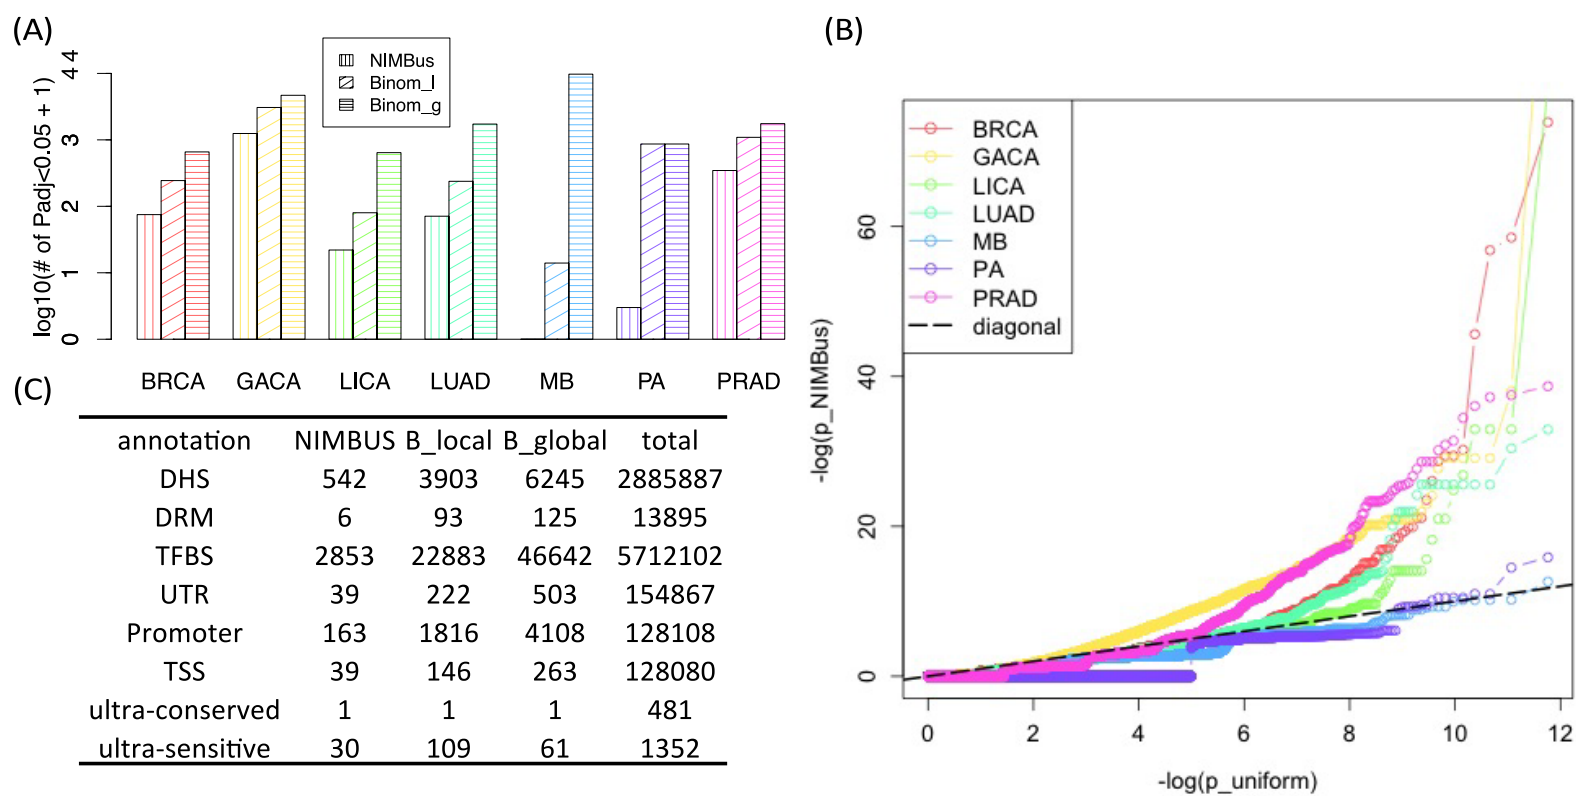 (A)
log10(# of Padj<0.05 + 1)
4 4
3
2
1
0
NIMBus
Binom_l
Binom_g
BRCA GACA LICA LUAD MB PA PRAD
(B)
-log(p_NIMBus)
60
40
20
0
BRCA
GACA
LICA
LUAD
MB
PA
PRAD
diagonal
0 2 4 6 8 10 12
-log(p_uniform)
(C)
annotation NIMBUS B_local B_global total
DHS 542 3903 6245 2885887
DRM 6 93 125 13895
TFBS 2853 22883 46642 5712102
UTR 39 222 503 154867
Promoter 163 1816 4108 128108
TSS 39 146 263 128080
ultra-conserved 1 1 1 481
ultra-sensitive 30 109 61 1352